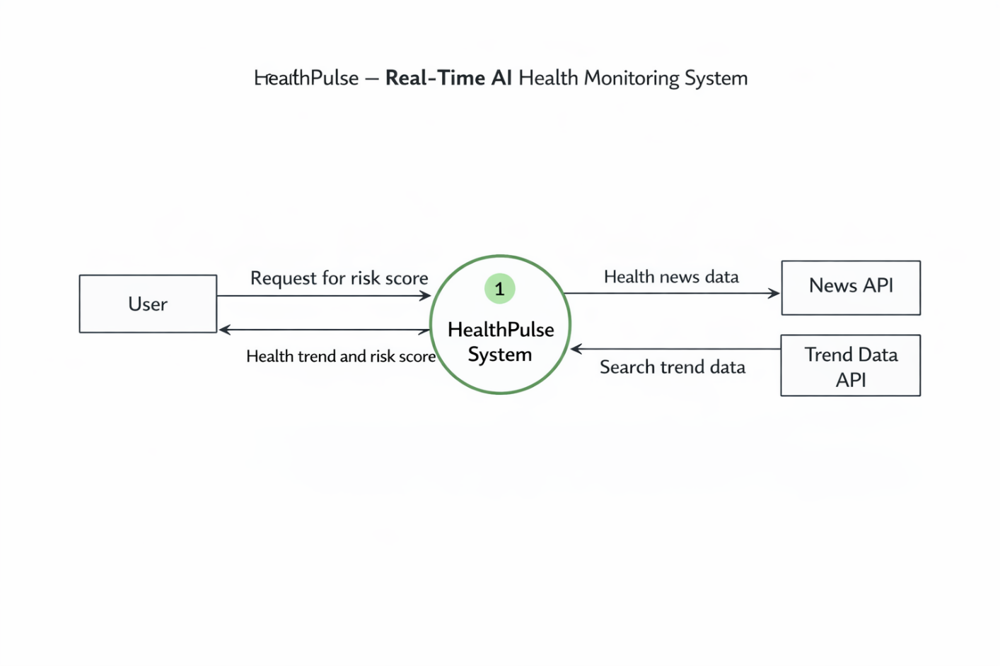 HealthPulse – Real-Time AI Health Monitoring System
Request for risk score
Health news data
User
1
News API
HealthPulse
System
Health trend and risk score
Search trend data
Trend Data
API